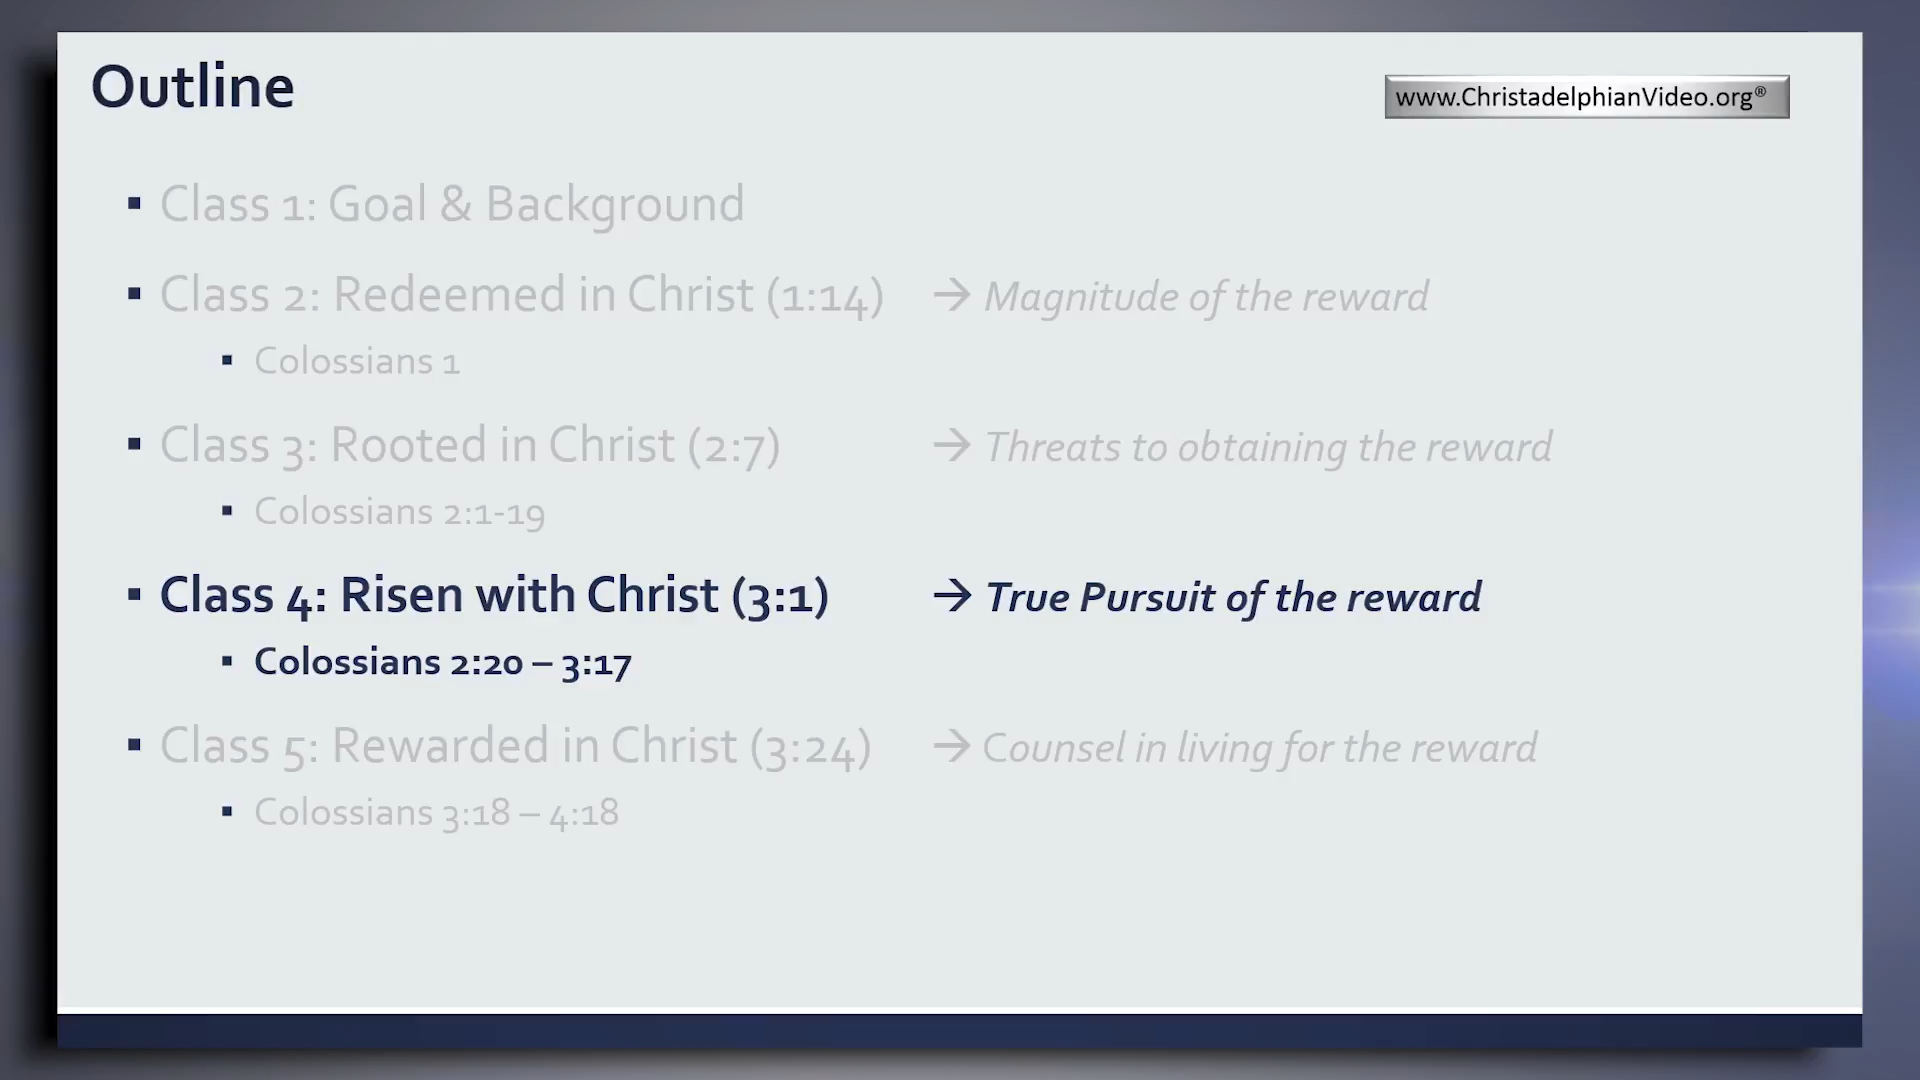 Outline
www.ChristadelphianVideo.org®
▪ Class 1: Goal & Background
▪ Class 2: Redeemed in Christ (1:14) → Magnitude of the reward
▪ Colossians 1
▪ Class 3: Rooted in Christ (2:7) → Threats to obtaining the reward
▪ Colossians 2:1-19
▪ Class 4: Risen with Christ (3:1) → True Pursuit of the reward
▪ Colossians 2:20 – 3:17
▪ Class 5: Rewarded in Christ (3:24) → Counsel in living for the reward
▪ Colossians 3:18 – 4:18